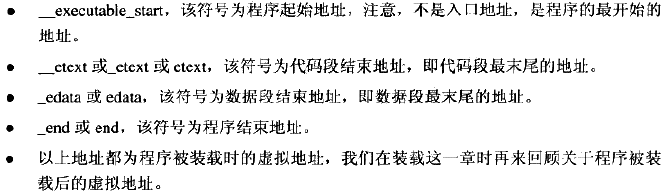 ● __executable_start，该符号为程序起始地址，注意，不是入口地址，是程序的最开始的
地址。
● __etext 或_etext 或 etext，该符号为代码段结束地址，即代码段最末尾的地址。
● _edata 或 edata，该符号为数据段结束地址，即数据段最末尾的地址。
● _end 或 end，该符号为程序结束地址。
● 以上地址都为程序被装载时的虚拟地址，我们在装载这一章时再来回顾关于程序被装
载后的虚拟地址。